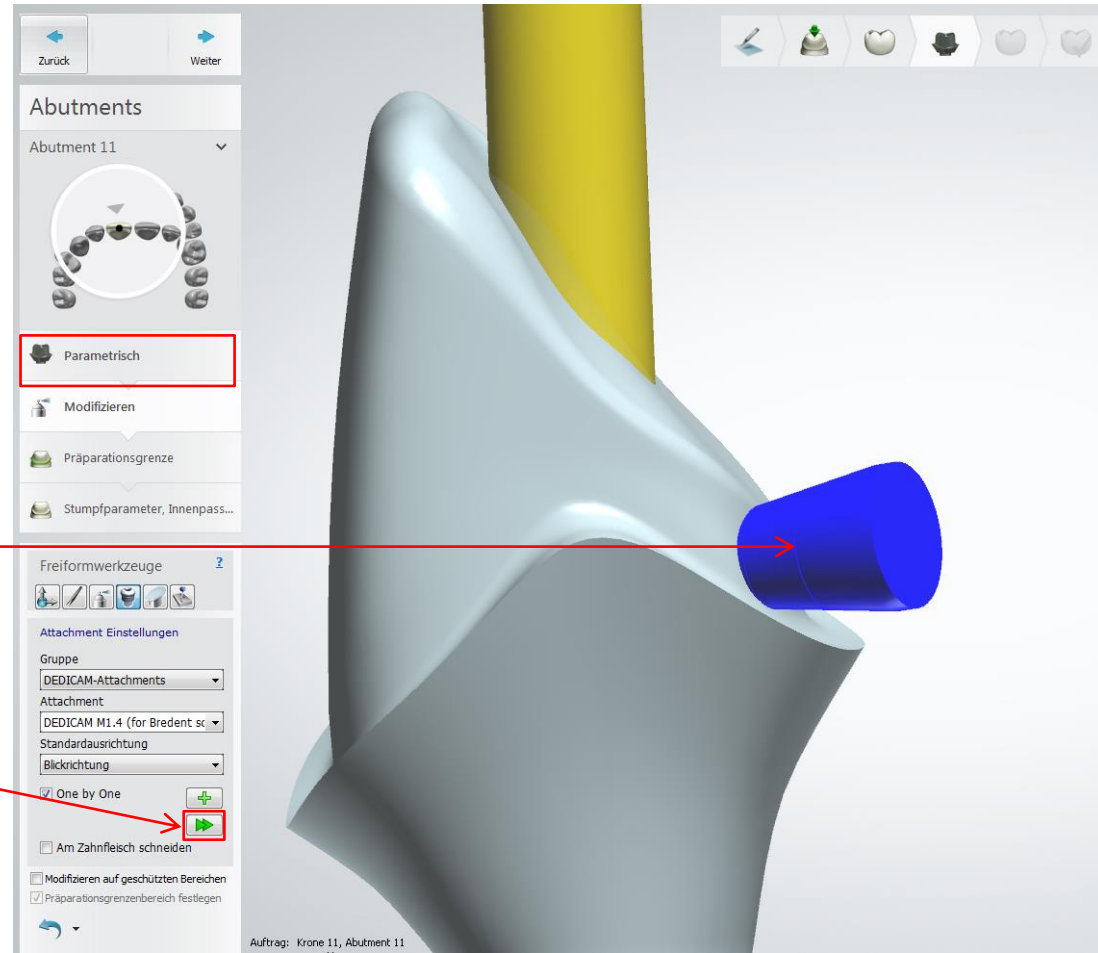 Zurück
Weiter
Abutments
Abutment 11
Parametrisch
Modifizieren
Präparationsgrenze
Stumpfparameter, Innenpass...
Freiformwerkzeuge ?
Attachment Einstellungen
Gruppe
DEDICAM-Attachments
Attachment
DEDICAM M1.4 (for Bredent sc
Standardausrichtung
Blickrichtung
One by One
Am Zahnfleisch schneiden
Modifizieren auf geschützten Bereichen
Präparationsgrenzenbereich festlegen
Auftrag: Krone 11, Abutment 11